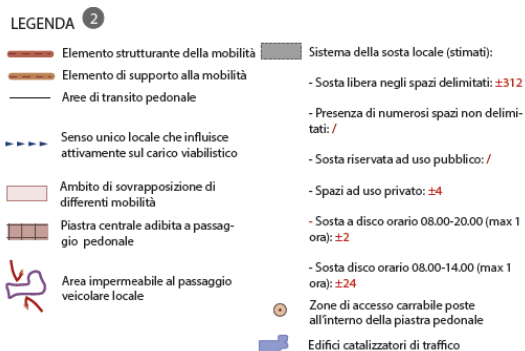 LEGENDA 2
Elemento strutturante della mobilità
Elemento di supporto alla mobilità
Aree di transito pedonale
Senso unico locale che influisce
attivamente sul carico viabilistico
Ambito di sovrapposizione di
differenti mobilità
Piastra centrale adibita a passag-
gio pedonale
Area impermeabile al passaggio
veicolare locale
Sistema della sosta locale (stimati):
- Sosta libera negli spazi delimitati: ±312
- Presenza di numerosi spazi non delimi-
tati: /
- Sosta riservata ad uso pubblico: /
- Spazi ad uso privato: ±4
- Sosta a disco orario 08.00-20.00 (max 1
ora): ±2
- Sosta disco orario 08.00-14.00 (max 1
ora): ±24
Zone di accesso carrabile poste
all'interno della piastra pedonale
Edifici catalizzatori di traffico